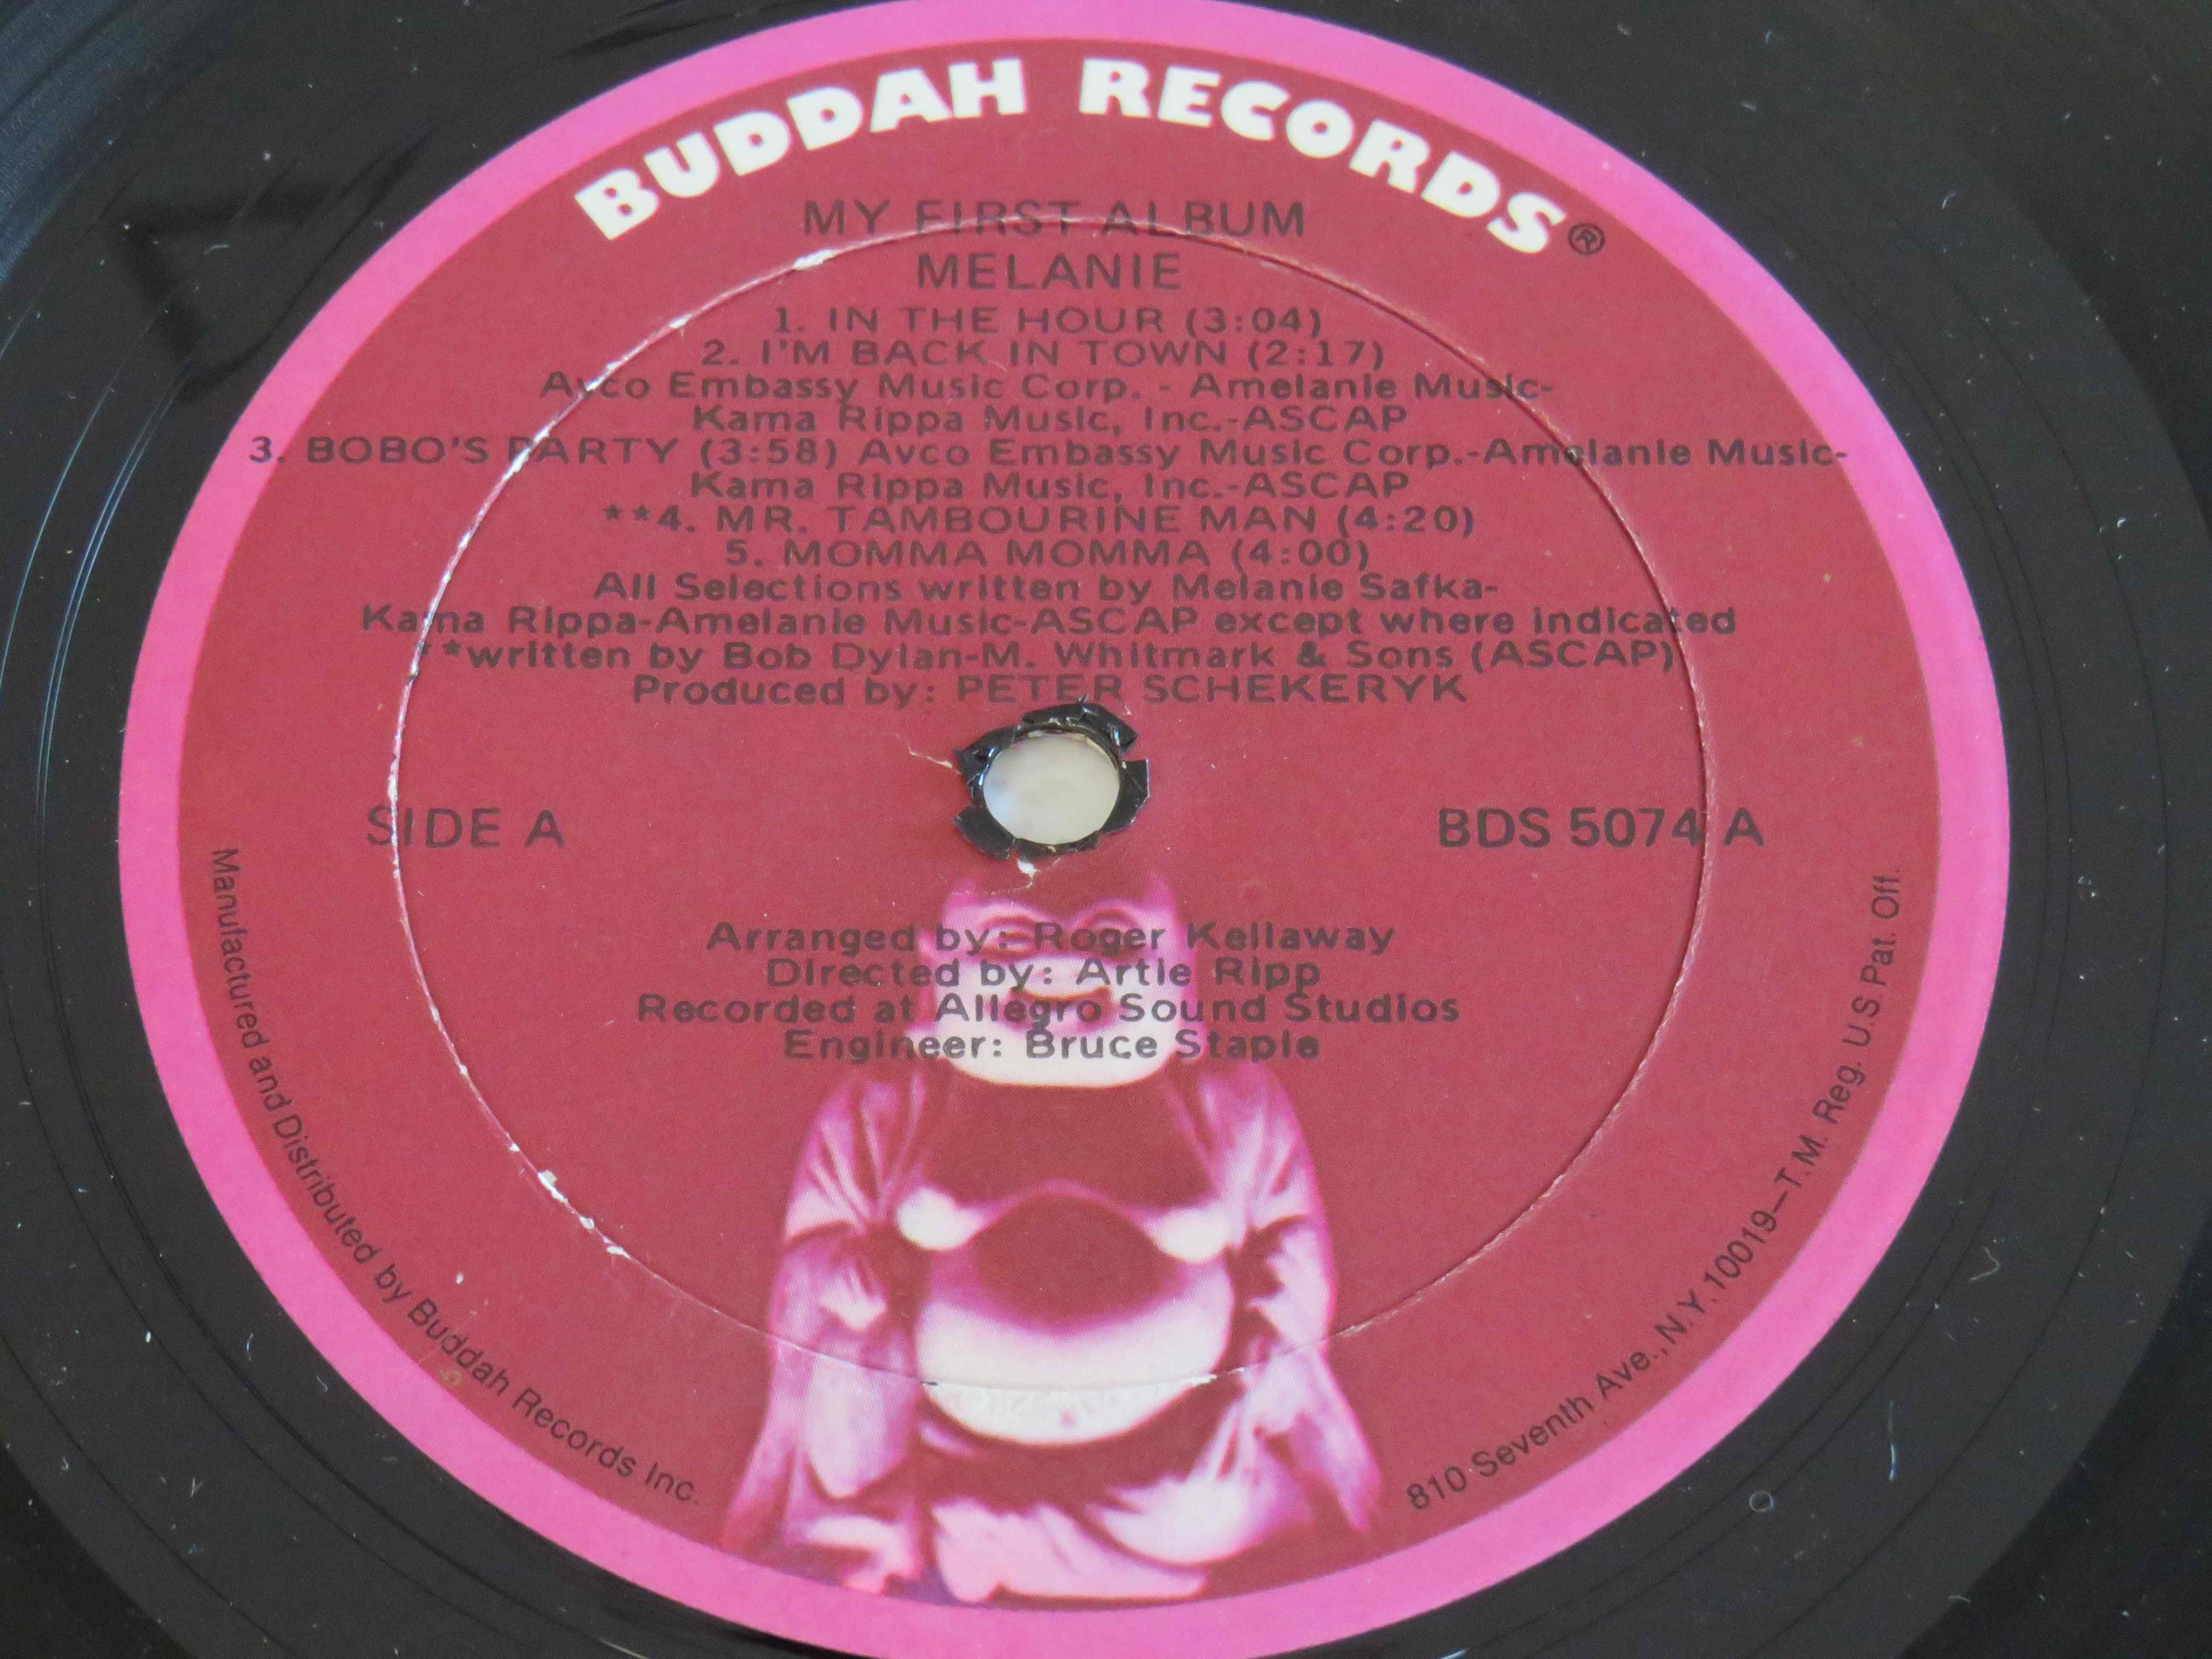 BUDDAH RECORDS®
MY FIRST ALBUM
MELANIE
1. IN THE HOUR (3:04)
2. I'M BACK IN TOWN (2:17)
Avco Embassy Music Corp. - Amelanie Music-
Kama Rippa Music, Inc.-ASCAP
3. BOBO'S PARTY (3:58) Avco Embassy Music Corp.-Amelanie Music-
Kama Rippa Music, Inc.-ASCAP
**4. MR. TAMBOURINE MAN (4:20)
5. MOMMA MOMMA (4:00)
All Selections written by Melanie Safka-
Kama Rippa-Amelanie Music-ASCAP except where indicated
**written by Bob Dylan-M. Whitmark & Sons (ASCAP)
Produced by: PETER SCHEKERYK
SIDE A
BDS 5074 A
Arranged by: Roger Kellaway
Directed by: Artie Ripp
Recorded at Allegro Sound Studios
Engineer: Bruce Staple
Manufactured and Distributed by Buddah Records Inc.
810 Seventh Ave., N.Y. 10019—T.M. Reg. U.S Pat. Off.